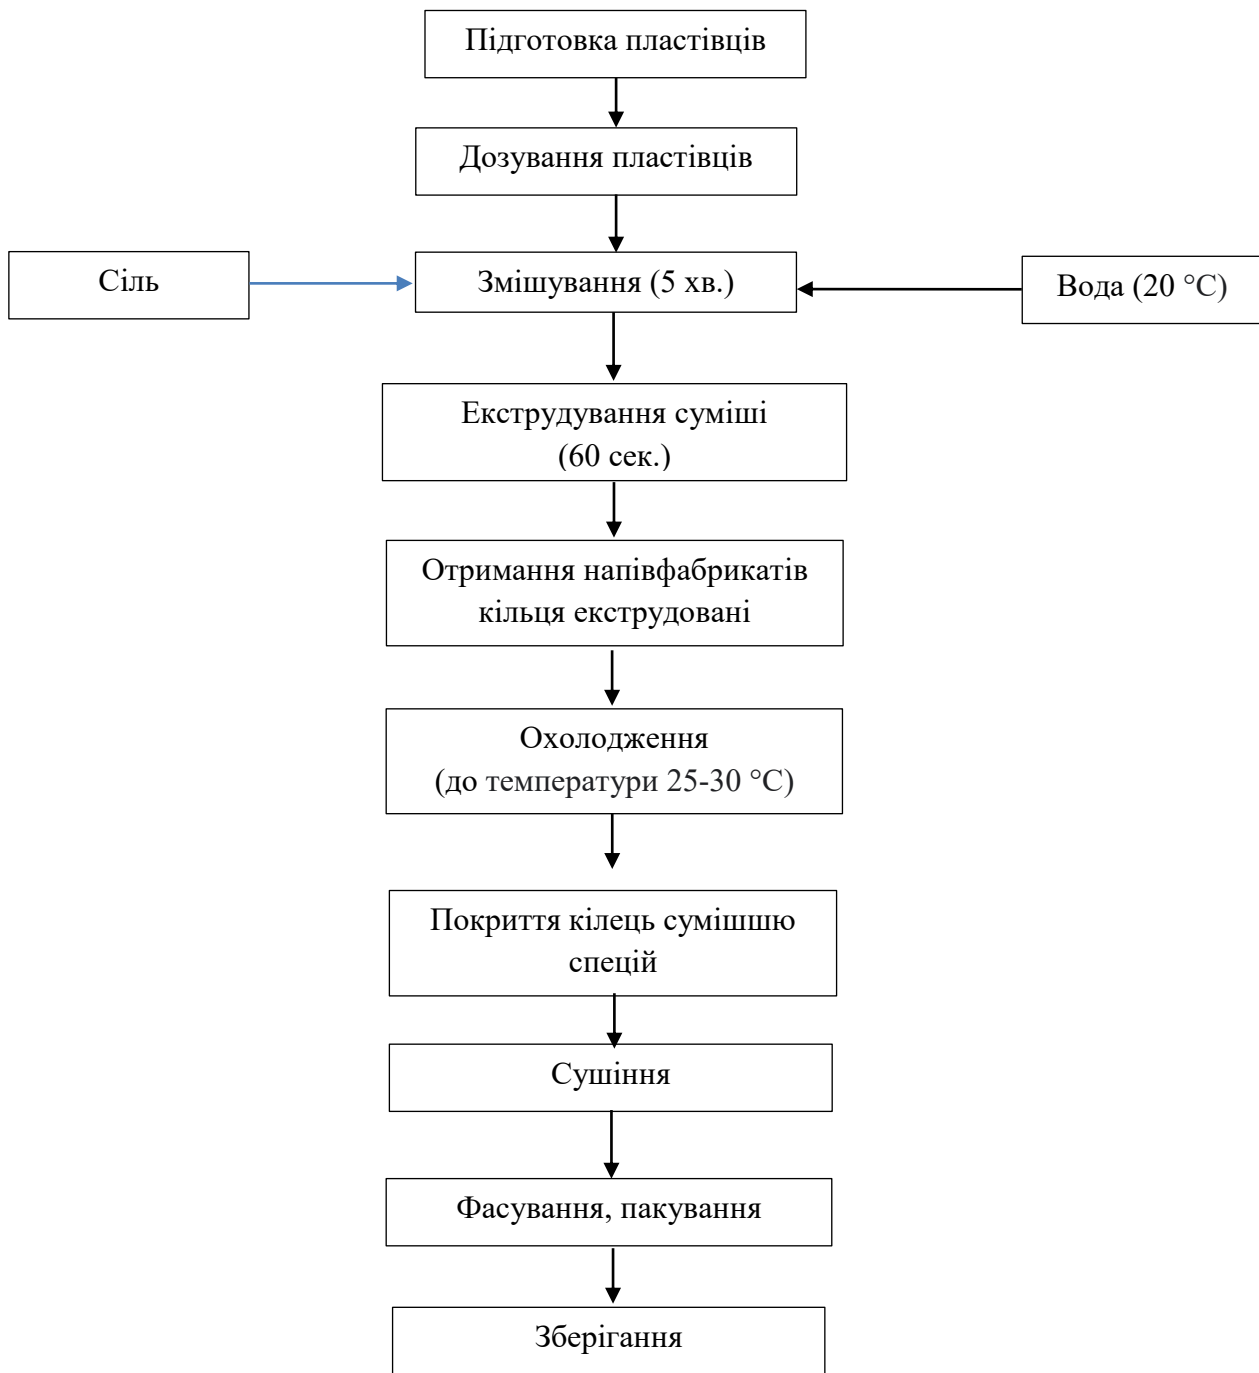 Підготовка пластівців
Дозування пластівців
Сіль
Змішування (5 хв.)
Вода (20 °С)
Екструдування суміші
(60 сек.)
Отримання напівфабрикатів
кільця екструдовані
Охолодження
(до температури 25-30 °С)
Покриття кілець сумішшю
спецій
Сушіння
Фасування, пакування
Зберігання